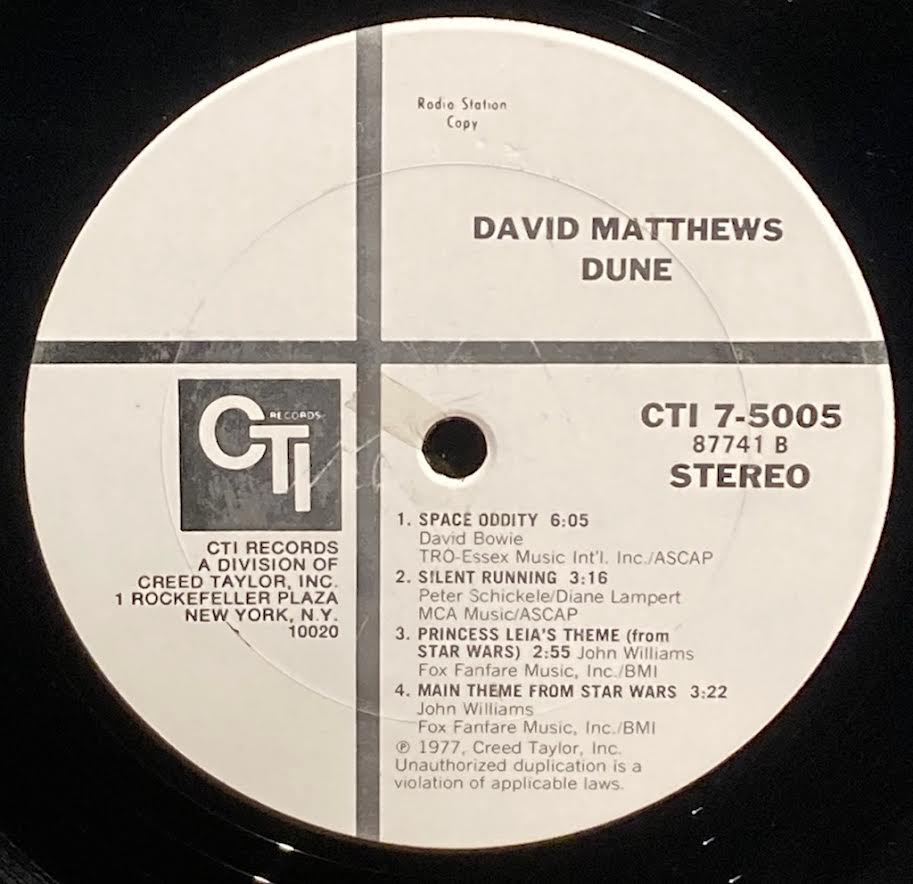 Radio Station
Copy
DAVID MATTHEWS
DUNE
CTI RECORDS
CTI RECORDS
A DIVISION OF
CREED TAYLOR, INC.
1 ROCKEFELLER PLAZA
NEW YORK, N.Y.
10020
CTI 7-5005
87741 B
STEREO
1. SPACE ODDITY 6:05
David Bowie
TRO-Essex Music Int'l. Inc./ASCAP
2. SILENT RUNNING 3:16
Peter Schickele/Diane Lampert
MCA Music/ASCAP
3. PRINCESS LEIA'S THEME (from
STAR WARS) 2:55 John Williams
Fox Fanfare Music, Inc./BMI
4. MAIN THEME FROM STAR WARS 3:22
John Williams
Fox Fanfare Music, Inc./BMI
℗ 1977, Creed Taylor, Inc.
Unauthorized duplication is a
violation of applicable laws.